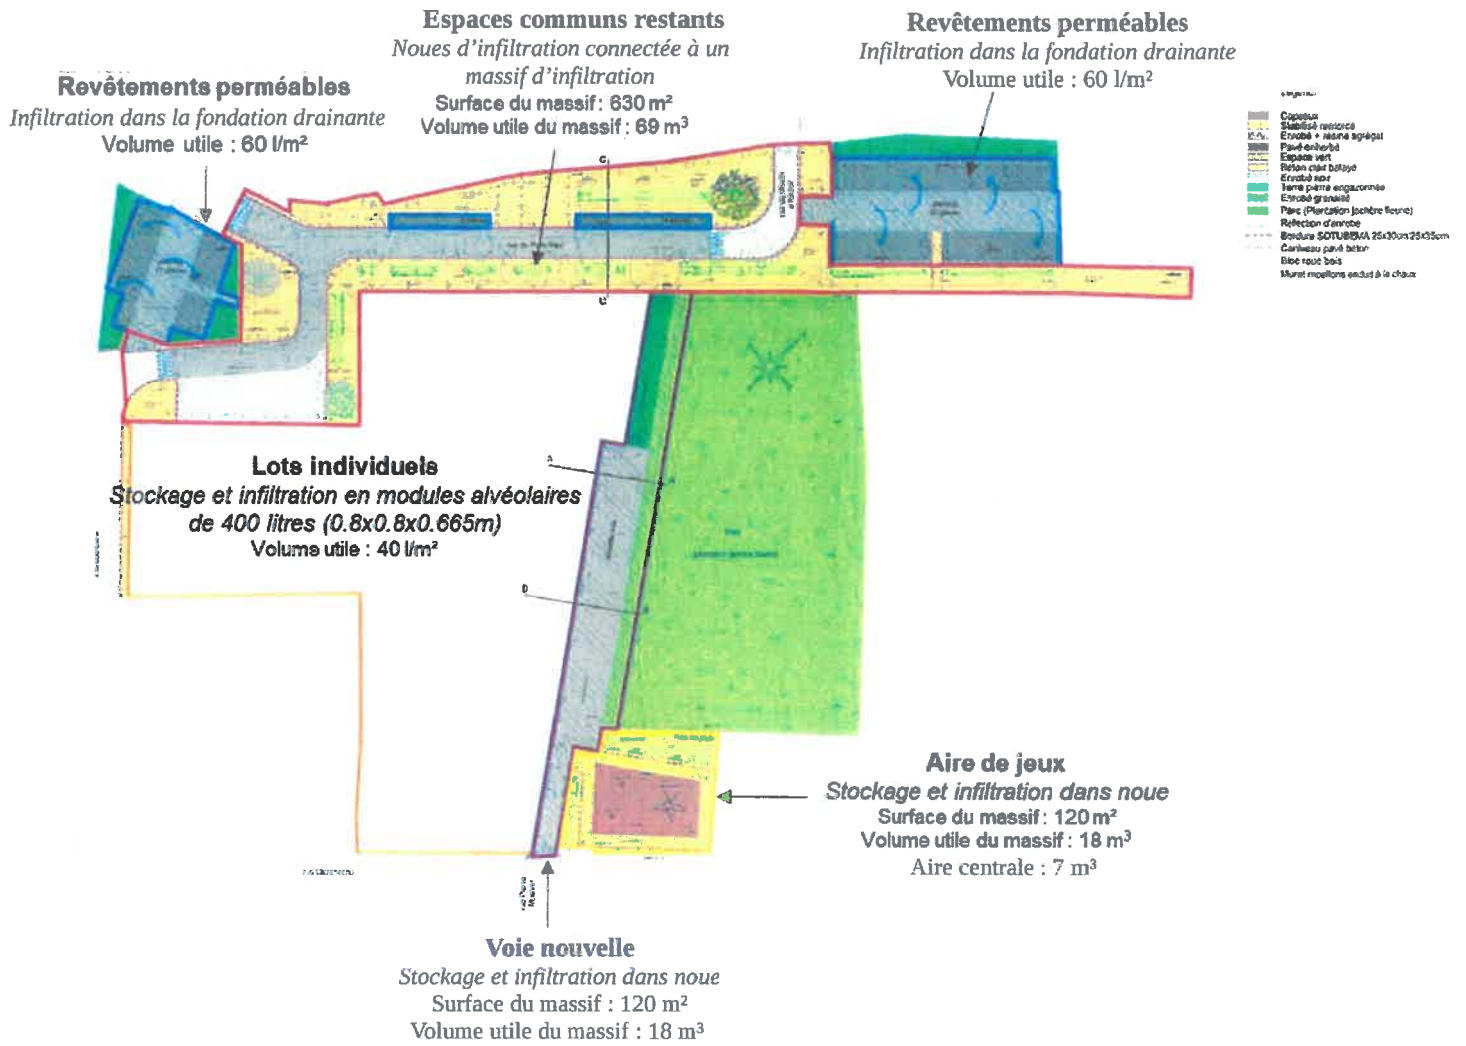 Espaces communs restants
Noues d'infiltration connectée à un
massif d'infiltration
Surface du massif : 630 m²
Volume utile du massif : 69 m³
Revêtements perméables
Infiltration dans la fondation drainante
Volume utile : 60 l/m²
Revêtements perméables
Infiltration dans la fondation drainante
Volume utile : 60 l/m²
Copeaux
Stabilisé renforcé
Enrobé + résine agrégat
Pavé enherbé
Espace vert
Béton clair balayé
Enrobé noir
Terre pierre engazonnée
Enrobé grenaillé
Parc (Plantation jachère fleurie)
Réfection d'enrobé
Bordure SOTUBEMA 25x30cm/25x35cm
Caniveau pavé béton
Bloc roue bois
Muret moellons enduit à la chaux
Lots individuels
Stockage et infiltration en modules alvéolaires
de 400 litres (0.8x0.8x0.665m)
Volume utile : 40 l/m²
Aire de jeux
Stockage et infiltration dans noue
Surface du massif : 120 m²
Volume utile du massif : 18 m³
Aire centrale : 7 m³
Voie nouvelle
Stockage et infiltration dans noue
Surface du massif : 120 m²
Volume utile du massif : 18 m³